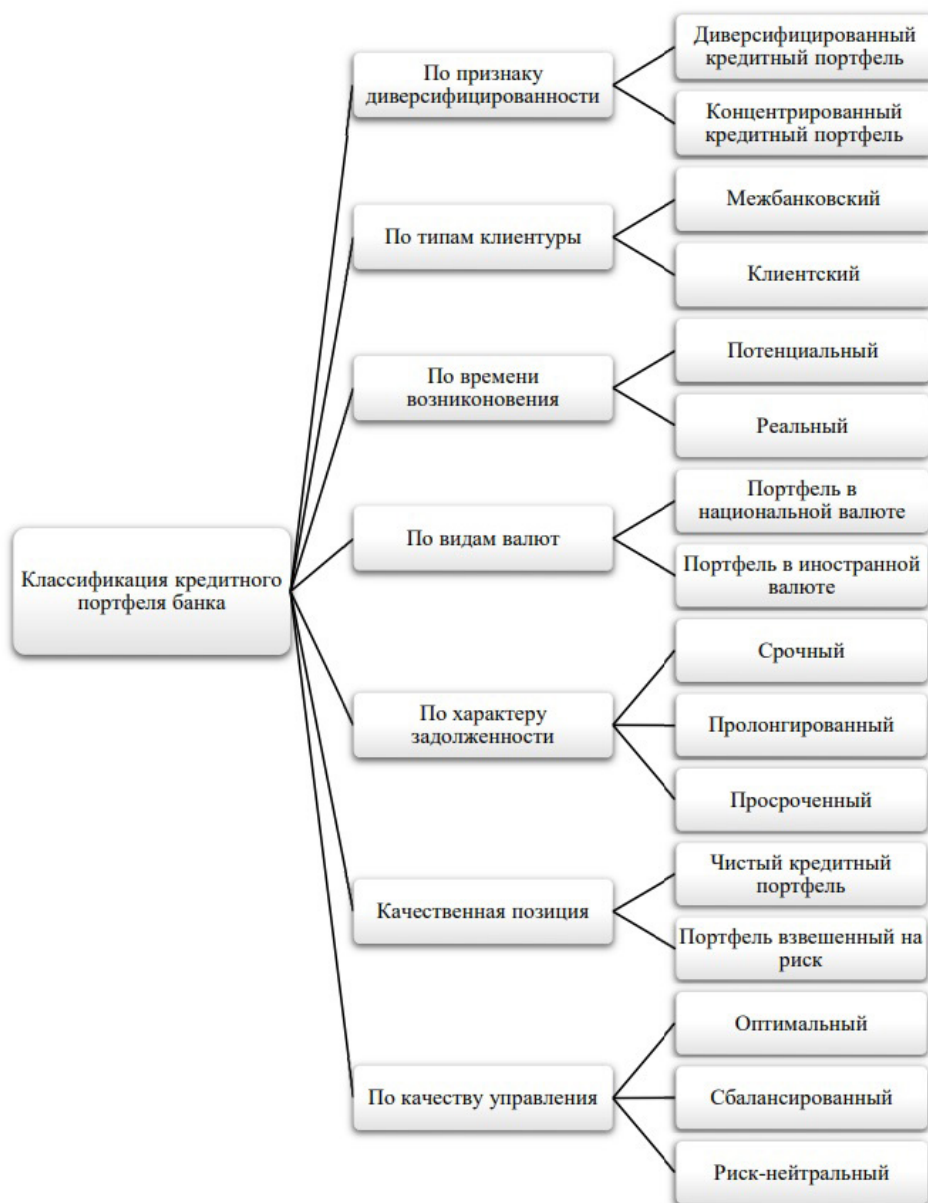 Классификация кредитного
портфеля банка
По признаку
диверсифицированности
Диверсифицированный
кредитный портфель
Концентрированный
кредитный портфель
По типам клиентуры
Межбанковский
Клиентский
По времени
возниконовения
Потенциальный
Реальный
По видам валют
Портфель в
национальной валюте
Портфель в иностранной
валюте
По характеру
задолженности
Срочный
Пролонгированный
Просроченный
Качественная позиция
Чистый кредитный
портфель
Портфель взвешенный на
риск
По качеству управления
Оптимальный
Сбалансированный
Риск-нейтральный